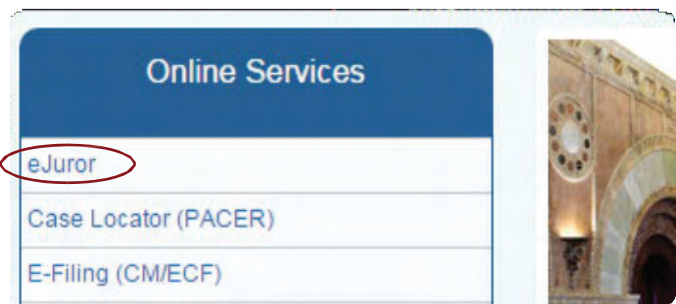 Online Services
eJuror
Case Locator (PACER)
E-Filing (CM/ECF)